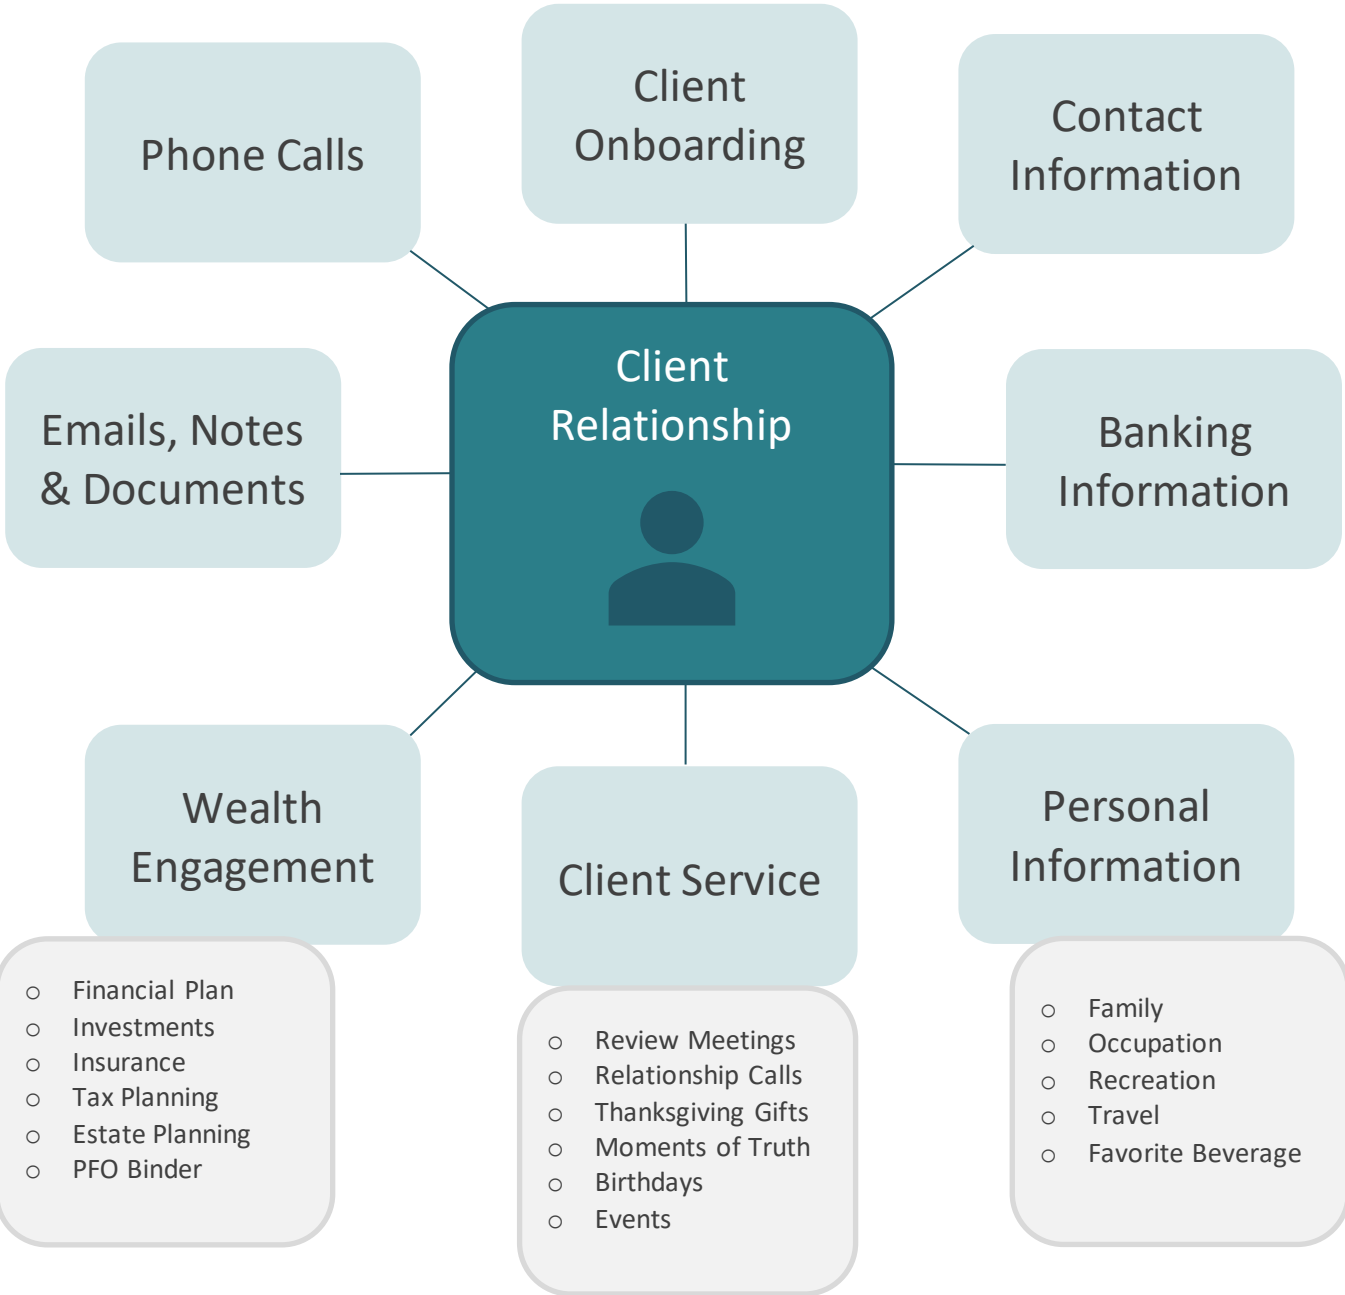 Client
Onboarding
Phone Calls
Contact
Information
Client
Relationship
Emails, Notes
& Documents
Banking
Information
Wealth
Engagement
Client Service
Personal
Information
○ Financial Plan
○ Investments
○ Insurance
○ Tax Planning
○ Estate Planning
○ PFO Binder
○ Review Meetings
○ Relationship Calls
○ Thanksgiving Gifts
○ Moments of Truth
○ Birthdays
○ Events
○ Family
○ Occupation
○ Recreation
○ Travel
○ Favorite Beverage